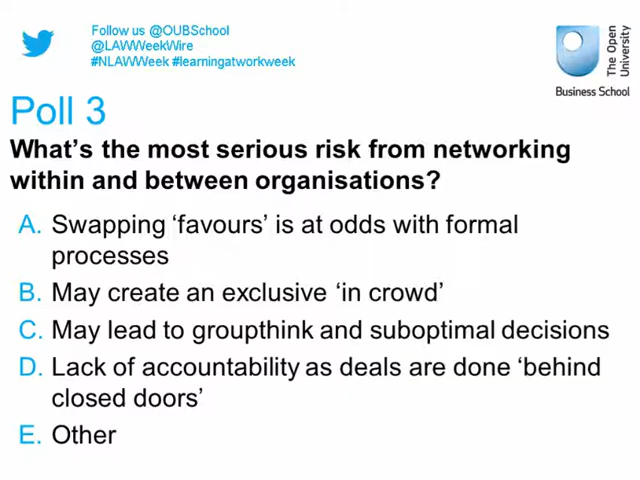 Follow us @OUBSchool
@LAWWeekWire
#NLAWWeek #learningatworkweek
The Open
University
Business School
Poll 3
What's the most serious risk from networking
within and between organisations?
A. Swapping ‘favours’ is at odds with formal
processes
B. May create an exclusive ‘in crowd’
C. May lead to groupthink and suboptimal decisions
D. Lack of accountability as deals are done ‘behind
closed doors’
E. Other